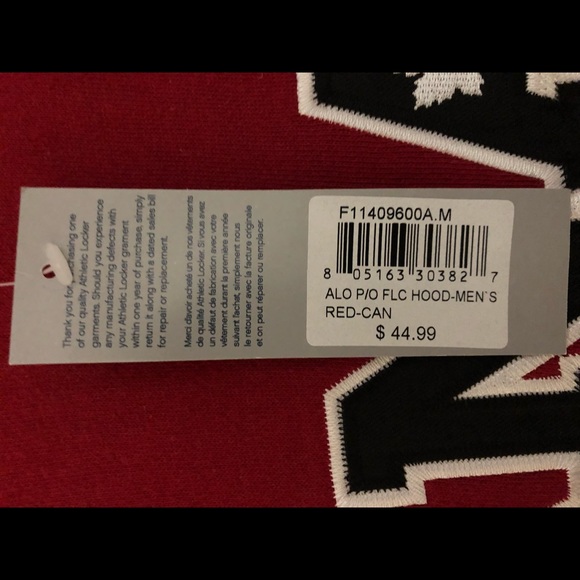 F11409600A.M
8 05163 30382 7
ALO P/O FLC HOOD-MEN`S
RED-CAN
$ 44.99
Thank you for purchasing one
of our quality Athletic Locker
garments. Should you experience
any manufacturing defects with
your Athletic Locker grament
within one year of purchase, simply
return it along with a dated sales bill
for repair or replacement.
Merci d'avoir acheté un de nos vêtements
de qualité Athletic Locker. Si vous avez
un défaut de fabrication avec votre
vêtement durant la première année
suivant l'achat, simplement nous
le retourner avec la facture originale
et on peut réparer ou remplacer.